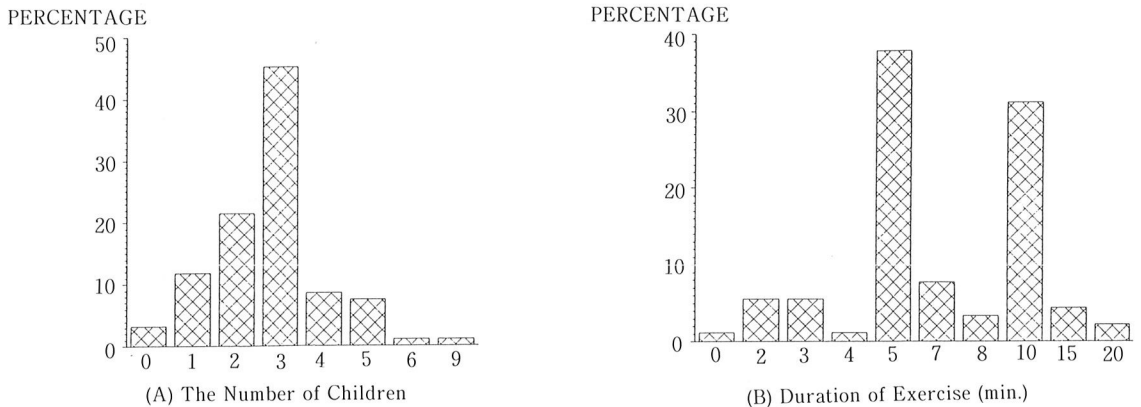 PERCENTAGE
50
40
30
20
10
0
0 1 2 3 4 5 6 9
(A) The Number of Children
PERCENTAGE
40
30
20
10
0
0 2 3 4 5 7 8 10 15 20
(B) Duration of Exercise (min.)